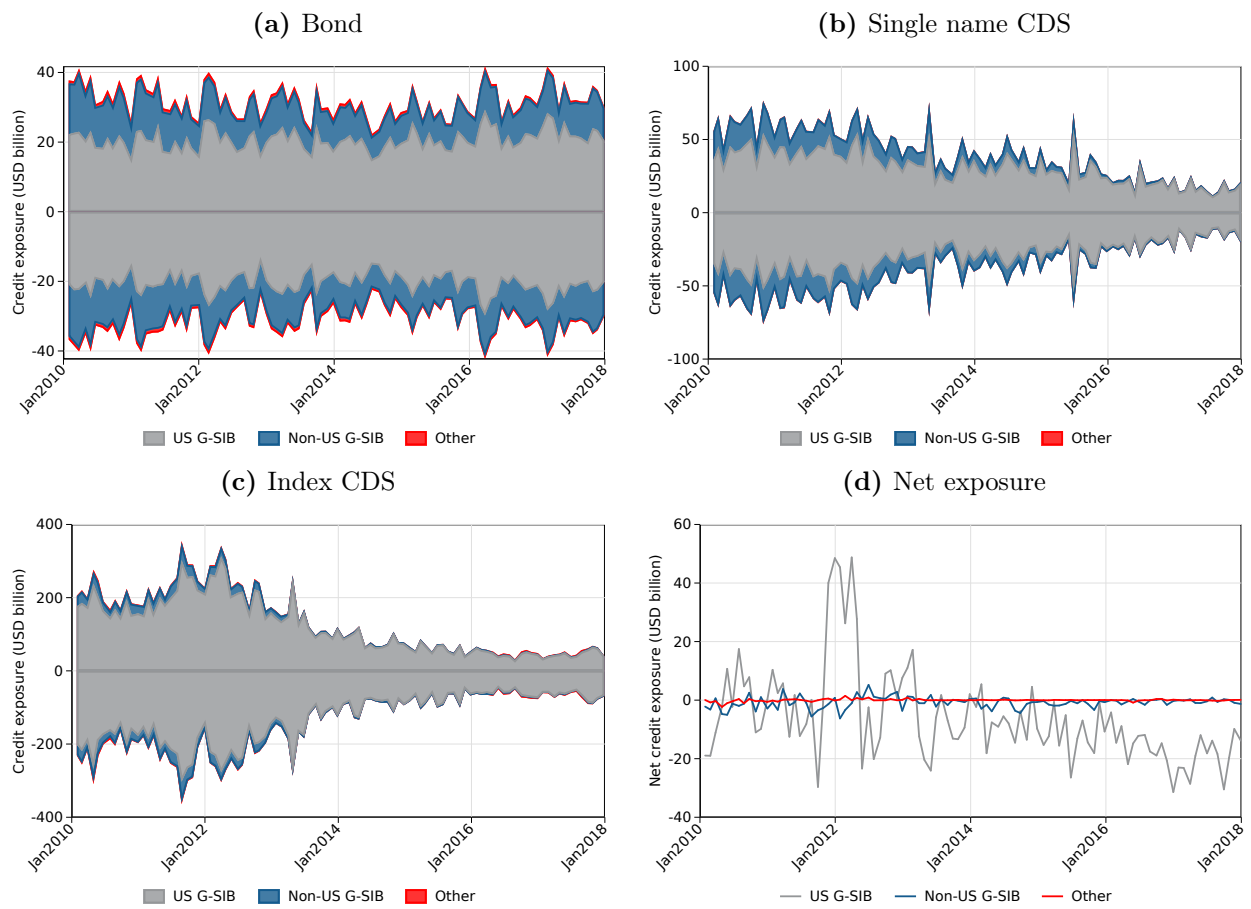 (a) Bond
Credit exposure (USD billion)
40
20
0
-20
-40
Jan2010
Jan2012
Jan2014
Jan2016
Jan2018
US G-SIB Non-US G-SIB Other
(b) Single name CDS
Credit exposure (USD billion)
100
50
0
-50
-100
Jan2010
Jan2012
Jan2014
Jan2016
Jan2018
US G-SIB Non-US G-SIB Other
(c) Index CDS
Credit exposure (USD billion)
400
200
0
-200
-400
Jan2010
Jan2012
Jan2014
Jan2016
Jan2018
US G-SIB Non-US G-SIB Other
(d) Net exposure
Net credit exposure (USD billion)
60
40
20
0
-20
-40
Jan2010
Jan2012
Jan2014
Jan2016
Jan2018
US G-SIB Non-US G-SIB Other